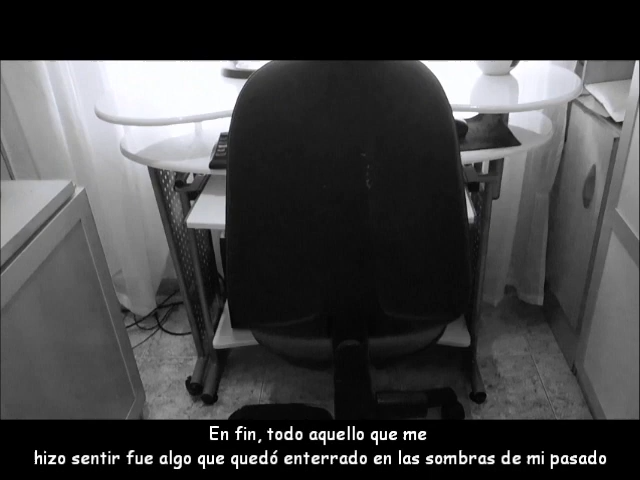 En fin, todo aquello que me
hizo sentir fue algo que quedó enterrado en las sombras de mi pasado